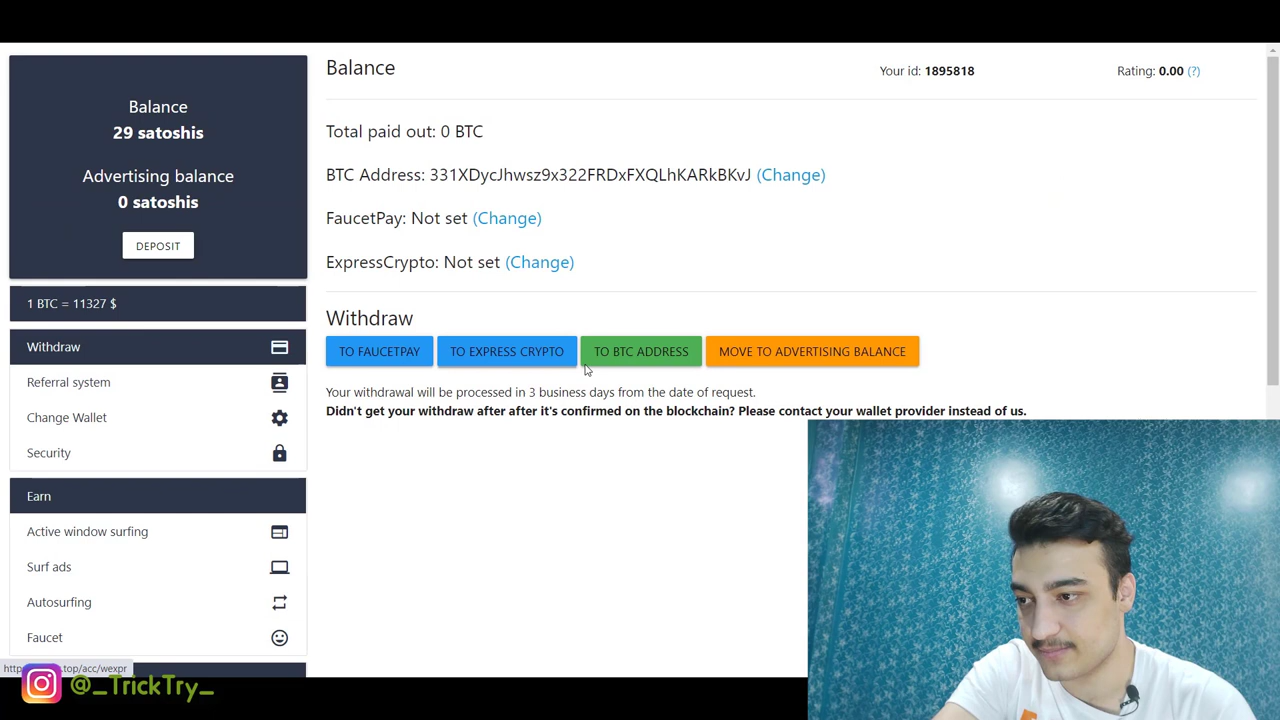 Balance
29 satoshis
Advertising balance
0 satoshis
DEPOSIT
1 BTC = 11327 $
Withdraw
Referral system
Change Wallet
Security
Earn
Active window surfing
Surf ads
Autosurfing
Faucet
Balance
Your id: 1895818
Rating: 0.00 (?)
Total paid out: 0 BTC
BTC Address: 331XDycJhwsz9x322FRDxFXQLhKARkBKvJ (Change)
FaucetPay: Not set (Change)
ExpressCrypto: Not set (Change)
Withdraw
TO FAUCETPAY
TO EXPRESS CRYPTO
TO BTC ADDRESS
MOVE TO ADVERTISING BALANCE
Your withdrawal will be processed in 3 business days from the date of request.
Didn't get your withdraw after after it's confirmed on the blockchain? Please contact your wallet provider instead of us.
.top/acc/wexpr
@_TrickTry_